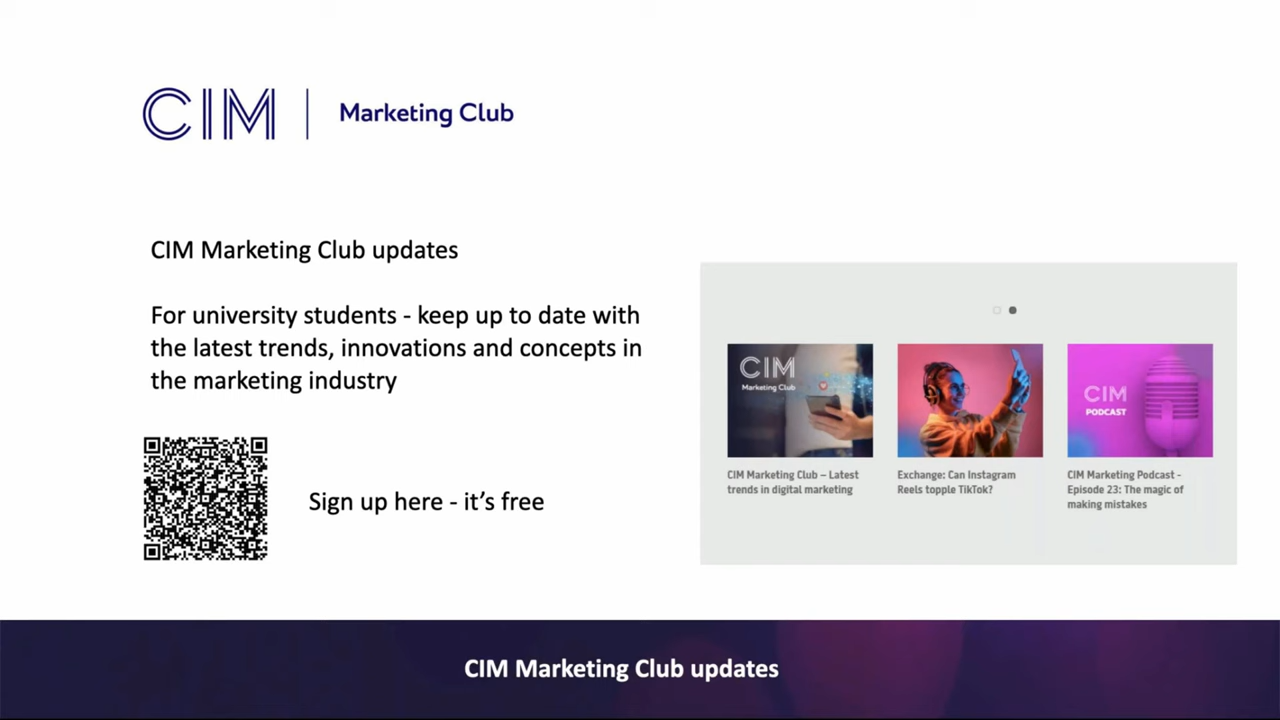 CIM | Marketing Club
CIM Marketing Club updates
For university students - keep up to date with
the latest trends, innovations and concepts in
the marketing industry
Sign up here - it’s free
CIM
Marketing Club
CIM Marketing Club – Latest
trends in digital marketing
Exchange: Can Instagram
Reels topple TikTok?
CIM
PODCAST
CIM Marketing Podcast -
Episode 23: The magic of
making mistakes
CIM Marketing Club updates